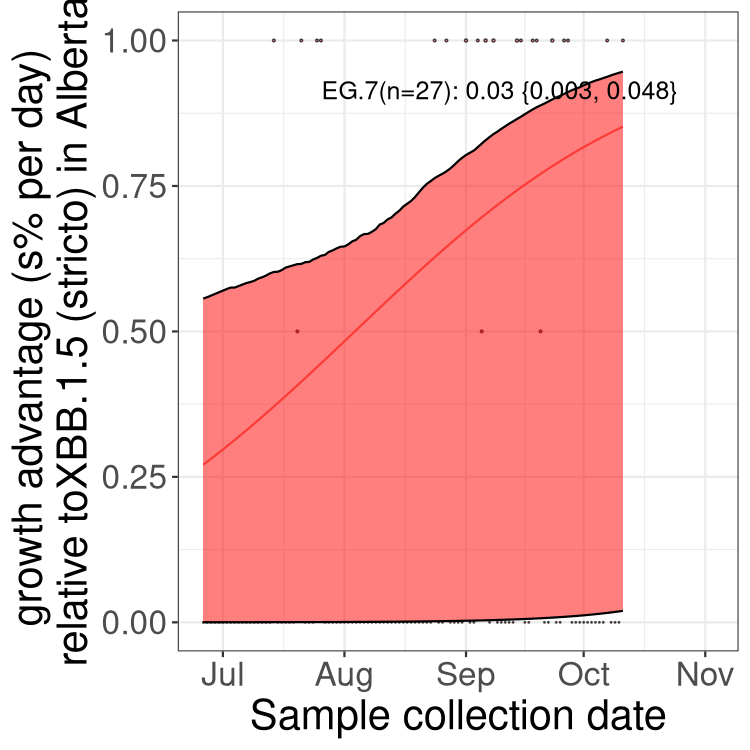 growth advantage (s% per day)
relative toXBB.1.5 (stricto) in Alberta
1.00
0.75
0.50
0.25
0.00
EG.7(n=27): 0.03 {0.003, 0.048}
Jul Aug Sep Oct Nov
Sample collection date